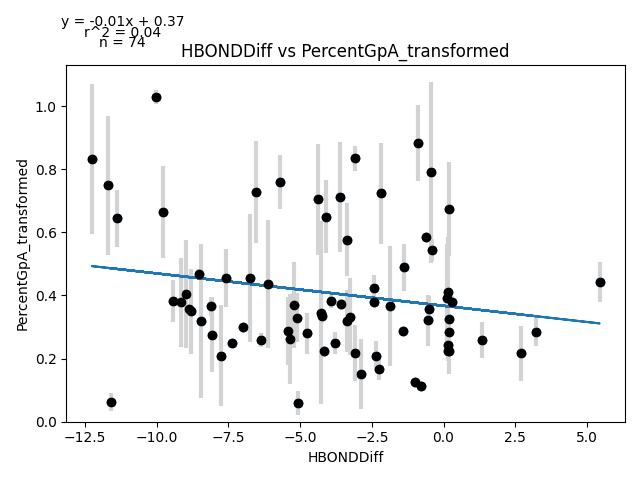 y = -0.01x + 0.37
r^2 = 0.04
n = 74
HBONDDiff vs PercentGpA_transformed
PercentGpA_transformed
1.0
0.8
0.6
0.4
0.2
0.0
−12.5 −10.0 −7.5 −5.0 −2.5 0.0 2.5 5.0
HBONDDiff